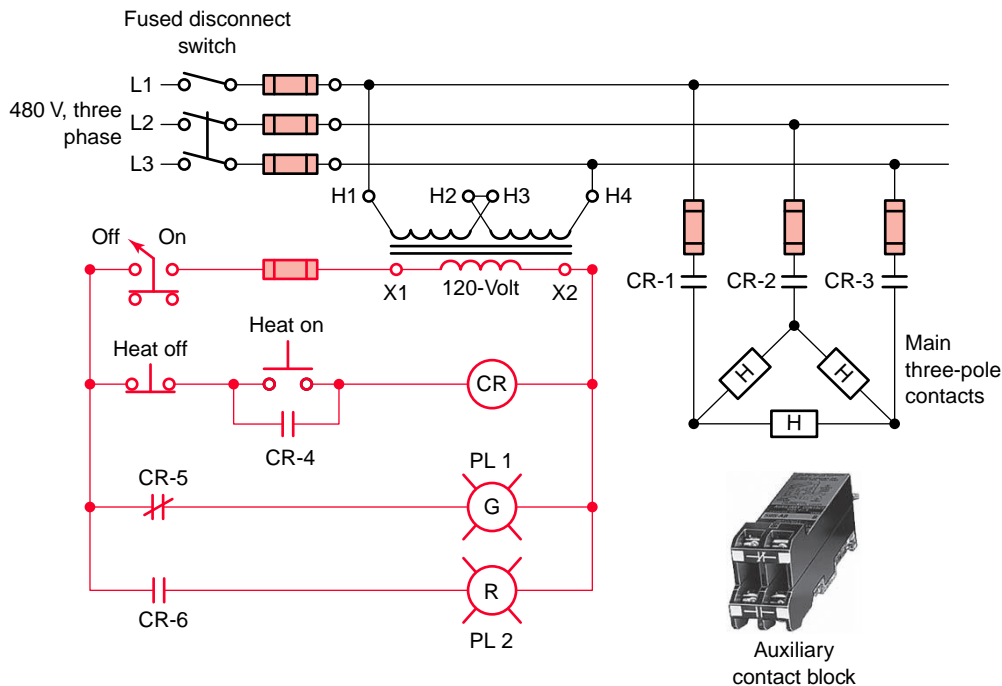 Fused disconnect
switch
L1
480 V, three
phase
L2
L3
H1
H2
H3
H4
Off
On
X1
120-Volt
X2
CR-1
CR-2
CR-3
Heat on
Heat off
CR
CR-4
H
H
H
Main
three-pole
contacts
CR-5
PL 1
G
CR-6
R
PL 2
Auxiliary
contact block